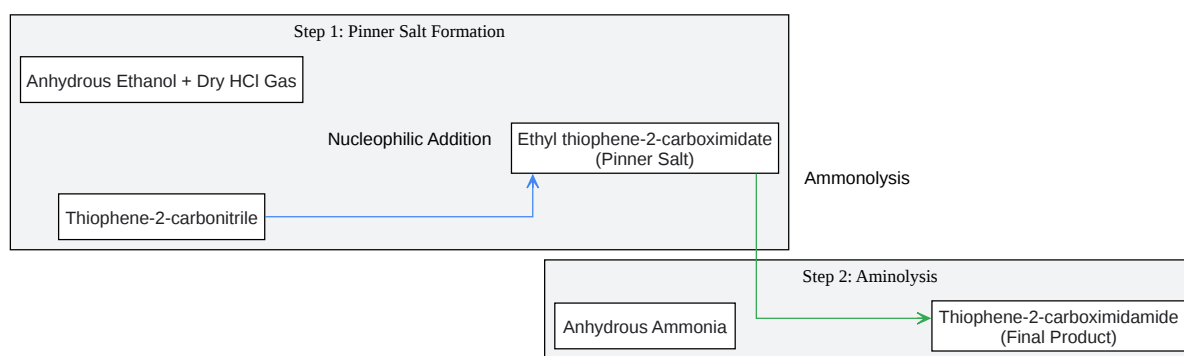 Step 1: Pinner Salt Formation
Anhydrous Ethanol + Dry HCl Gas
Nucleophilic Addition
Ethyl thiophene-2-carboximidate
(Pinner Salt)
Thiophene-2-carbonitrile
Ammonolysis
Step 2: Aminolysis
Anhydrous Ammonia
Thiophene-2-carboximidamide
(Final Product)